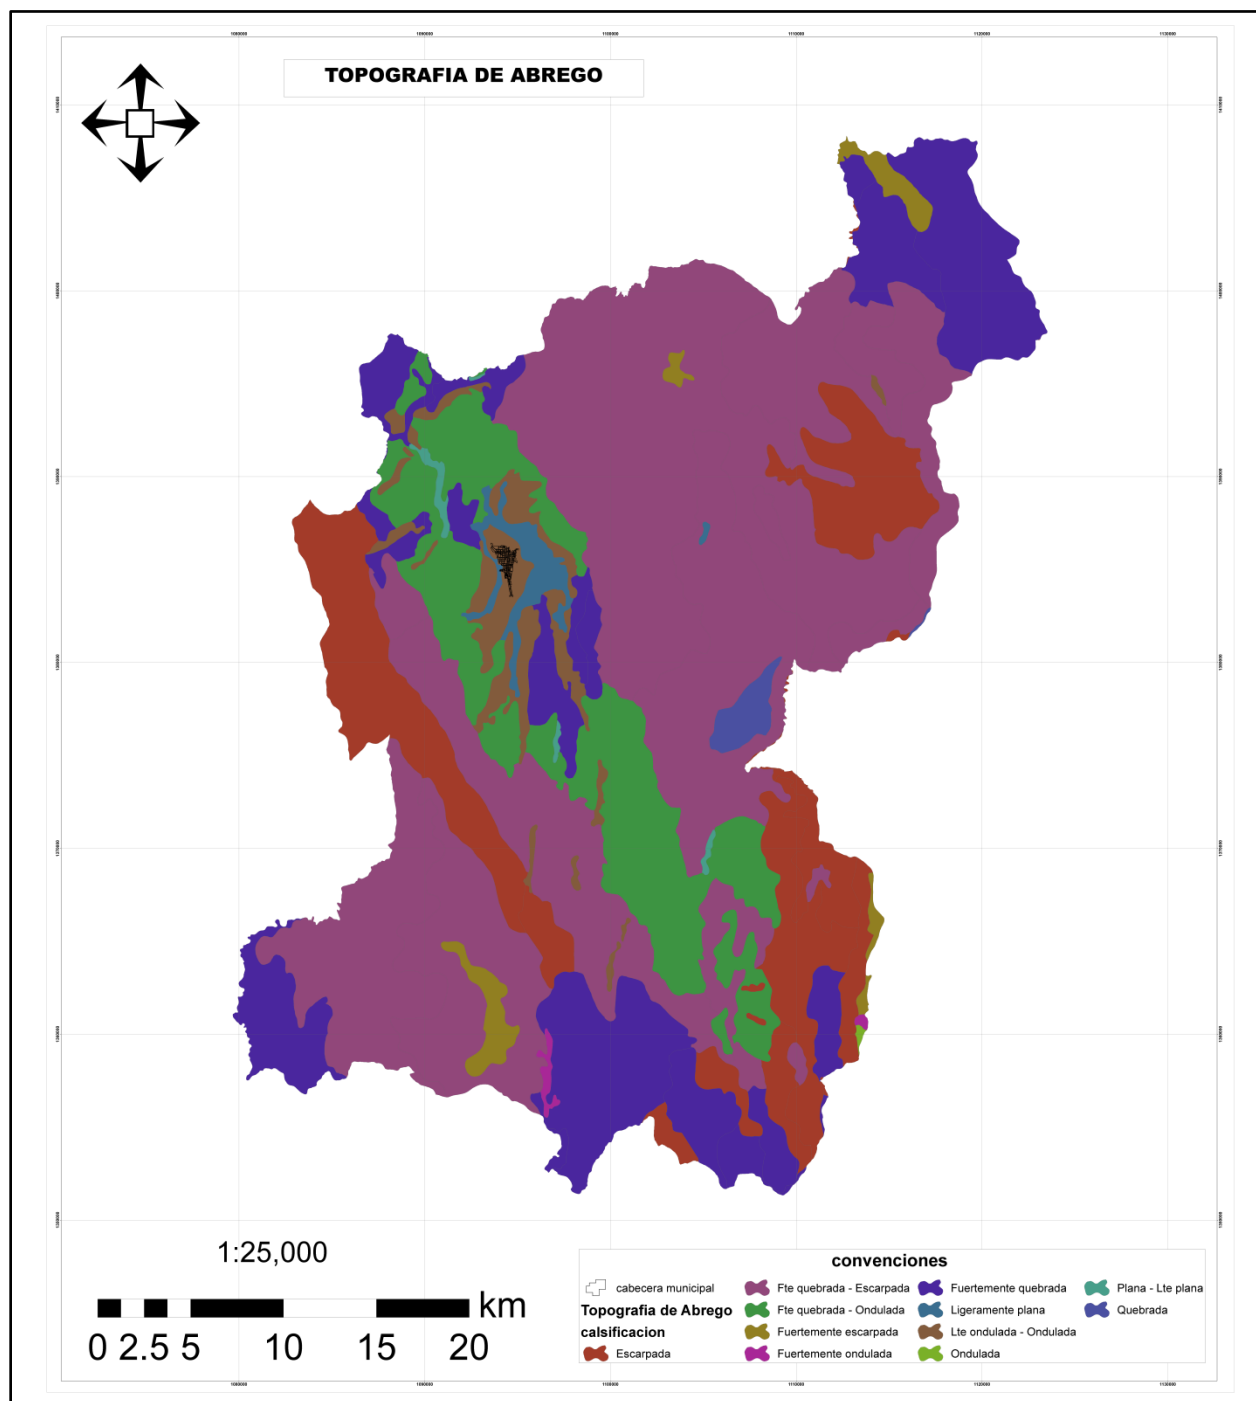 TOPOGRAFIA DE ABREGO
1:25,000
0 2.5 5 10 15 20 km
convenciones
cabecera municipal
Topografia de Abrego
calsificacion
Escarpada
Fte quebrada - Escarpada
Fte quebrada - Ondulada
Fuertemente escarpada
Fuertemente ondulada
Fuertemente quebrada
Ligeramente plana
Lte ondulada - Ondulada
Ondulada
Plana - Lte plana
Quebrada